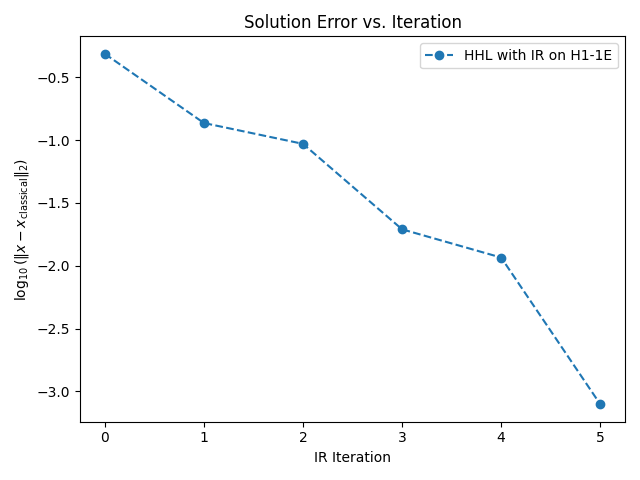 Solution Error vs. Iteration
HHL with IR on H1-1E
log₁₀(‖x − x_classical‖₂)
−0.5
−1.0
−1.5
−2.0
−2.5
−3.0
0 1 2 3 4 5
IR Iteration